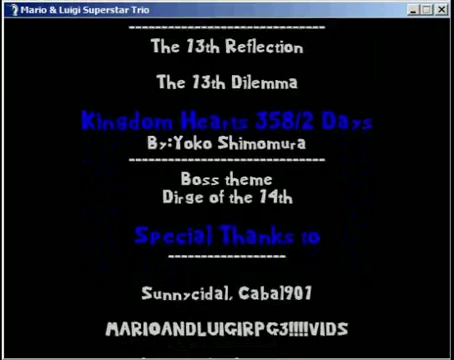 Mario & Luigi Superstar Trio
------------------------------
The 13th Reflection
The 13th Dilemma
Kingdom Hearts 358/2 Days
By:Yoko Shimomura
------------------------------
Boss theme
Dirge of the 14th
Special Thanks to
------------------
Sunnycidal, Cabal907
MARIOANDLUIGIRPG3!!!!VIDS